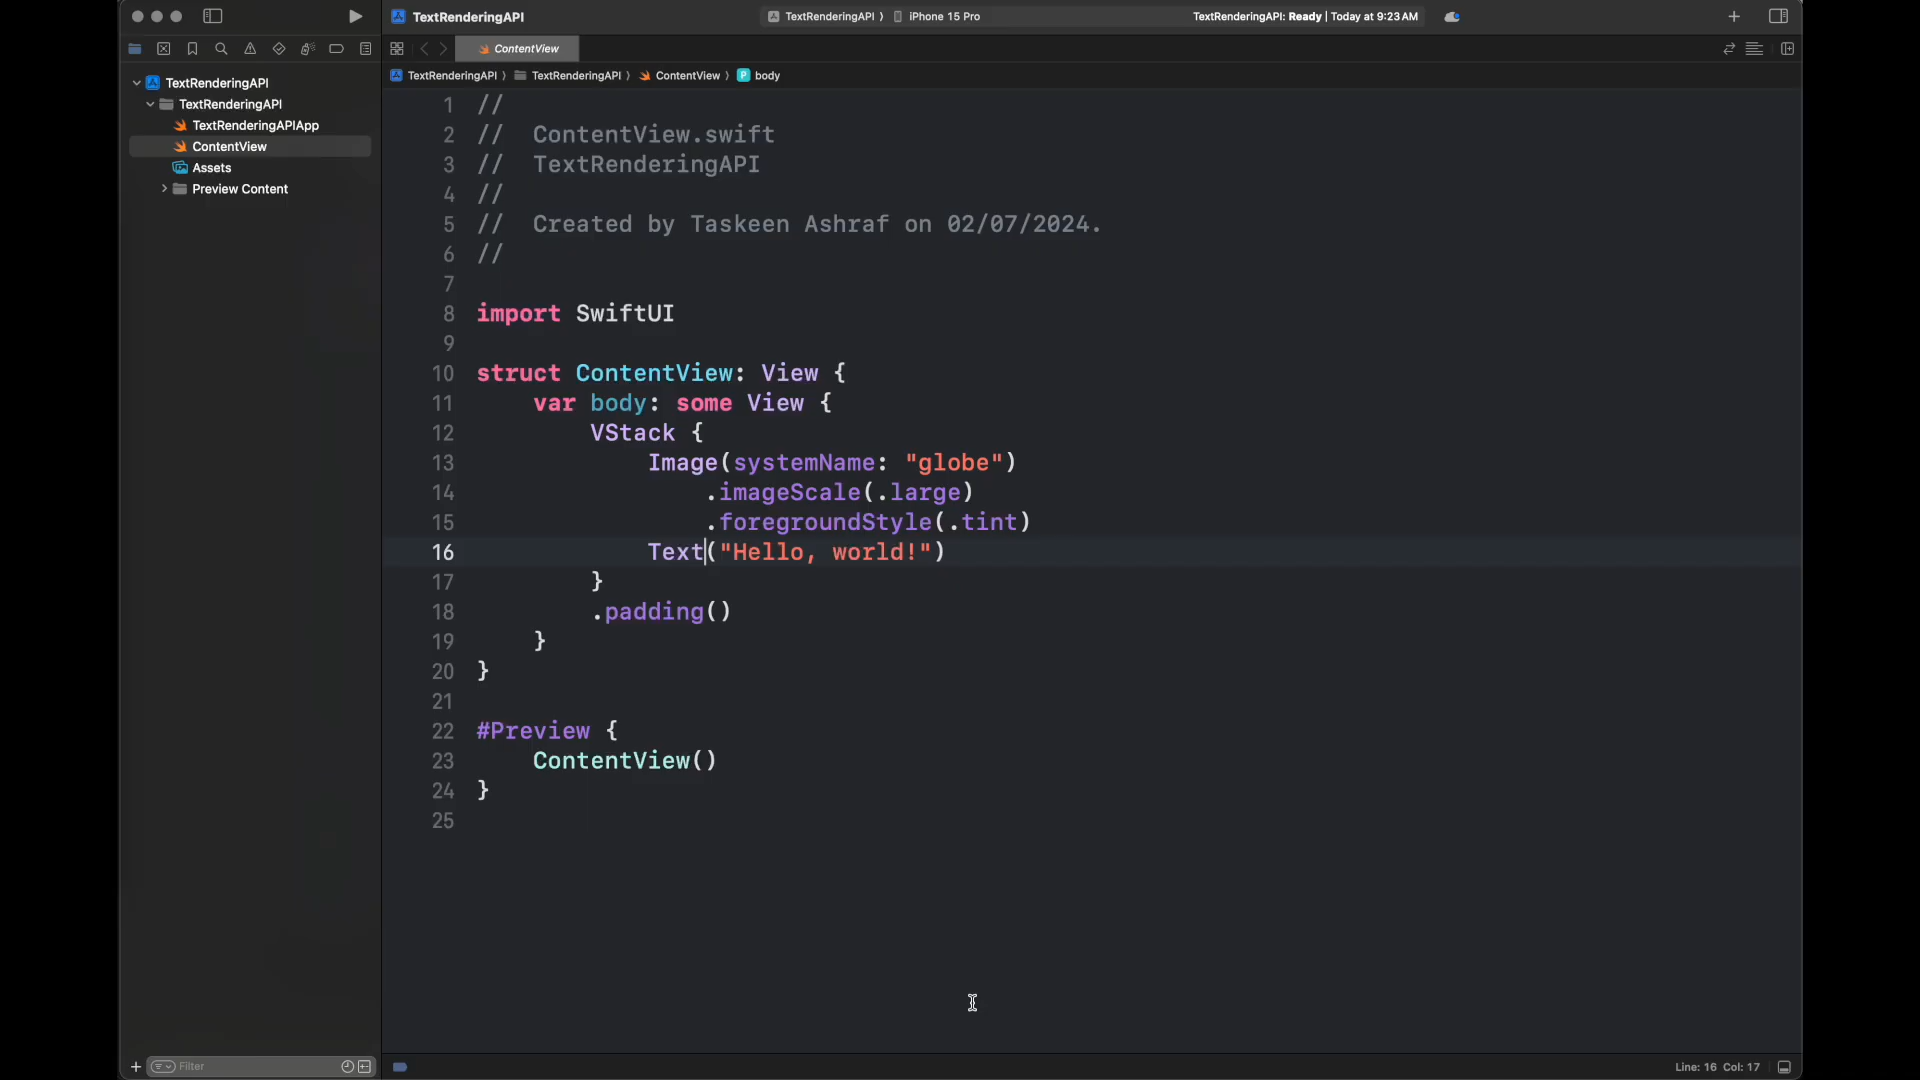 TextRenderingAPI
TextRenderingAPI
iPhone 15 Pro
TextRenderingAPI: Ready | Today at 9:23 AM
ContentView
TextRenderingAPI
TextRenderingAPI
ContentView
P body
TextRenderingAPI
TextRenderingAPI
TextRenderingAPIApp
ContentView
Assets
Preview Content
1 //
2 //  ContentView.swift
3 //  TextRenderingAPI
4 //
5 //  Created by Taskeen Ashraf on 02/07/2024.
6 //
7
8 import SwiftUI
9
10 struct ContentView: View {
11     var body: some View {
12         VStack {
13             Image(systemName: "globe")
14                 .imageScale(.large)
15                 .foregroundStyle(.tint)
16             Text("Hello, world!")
17         }
18         .padding()
19     }
20 }
21
22 #Preview {
23     ContentView()
24 }
25
Filter
Line: 16 Col: 17